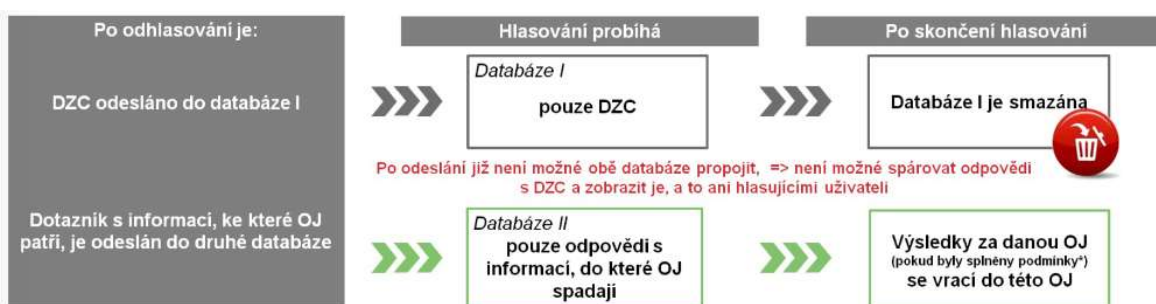 Po odhlasování je:
Hlasování probíhá
Po skončení hlasování
DZC odesláno do databáze I
Databáze I
pouze DZC
Databáze I je smazána
Po odeslání již není možné obě databáze propojit, => není možné spárovat odpovědi
s DZC a zobrazit je, a to ani hlasujícími uživateli
Dotazník s informací, ke které OJ
patří, je odeslán do druhé databáze
Databáze II
pouze odpovědi s
informací, do které OJ
spadají
Výsledky za danou OJ
(pokud byly splněny podmínky*)
se vrací do této OJ